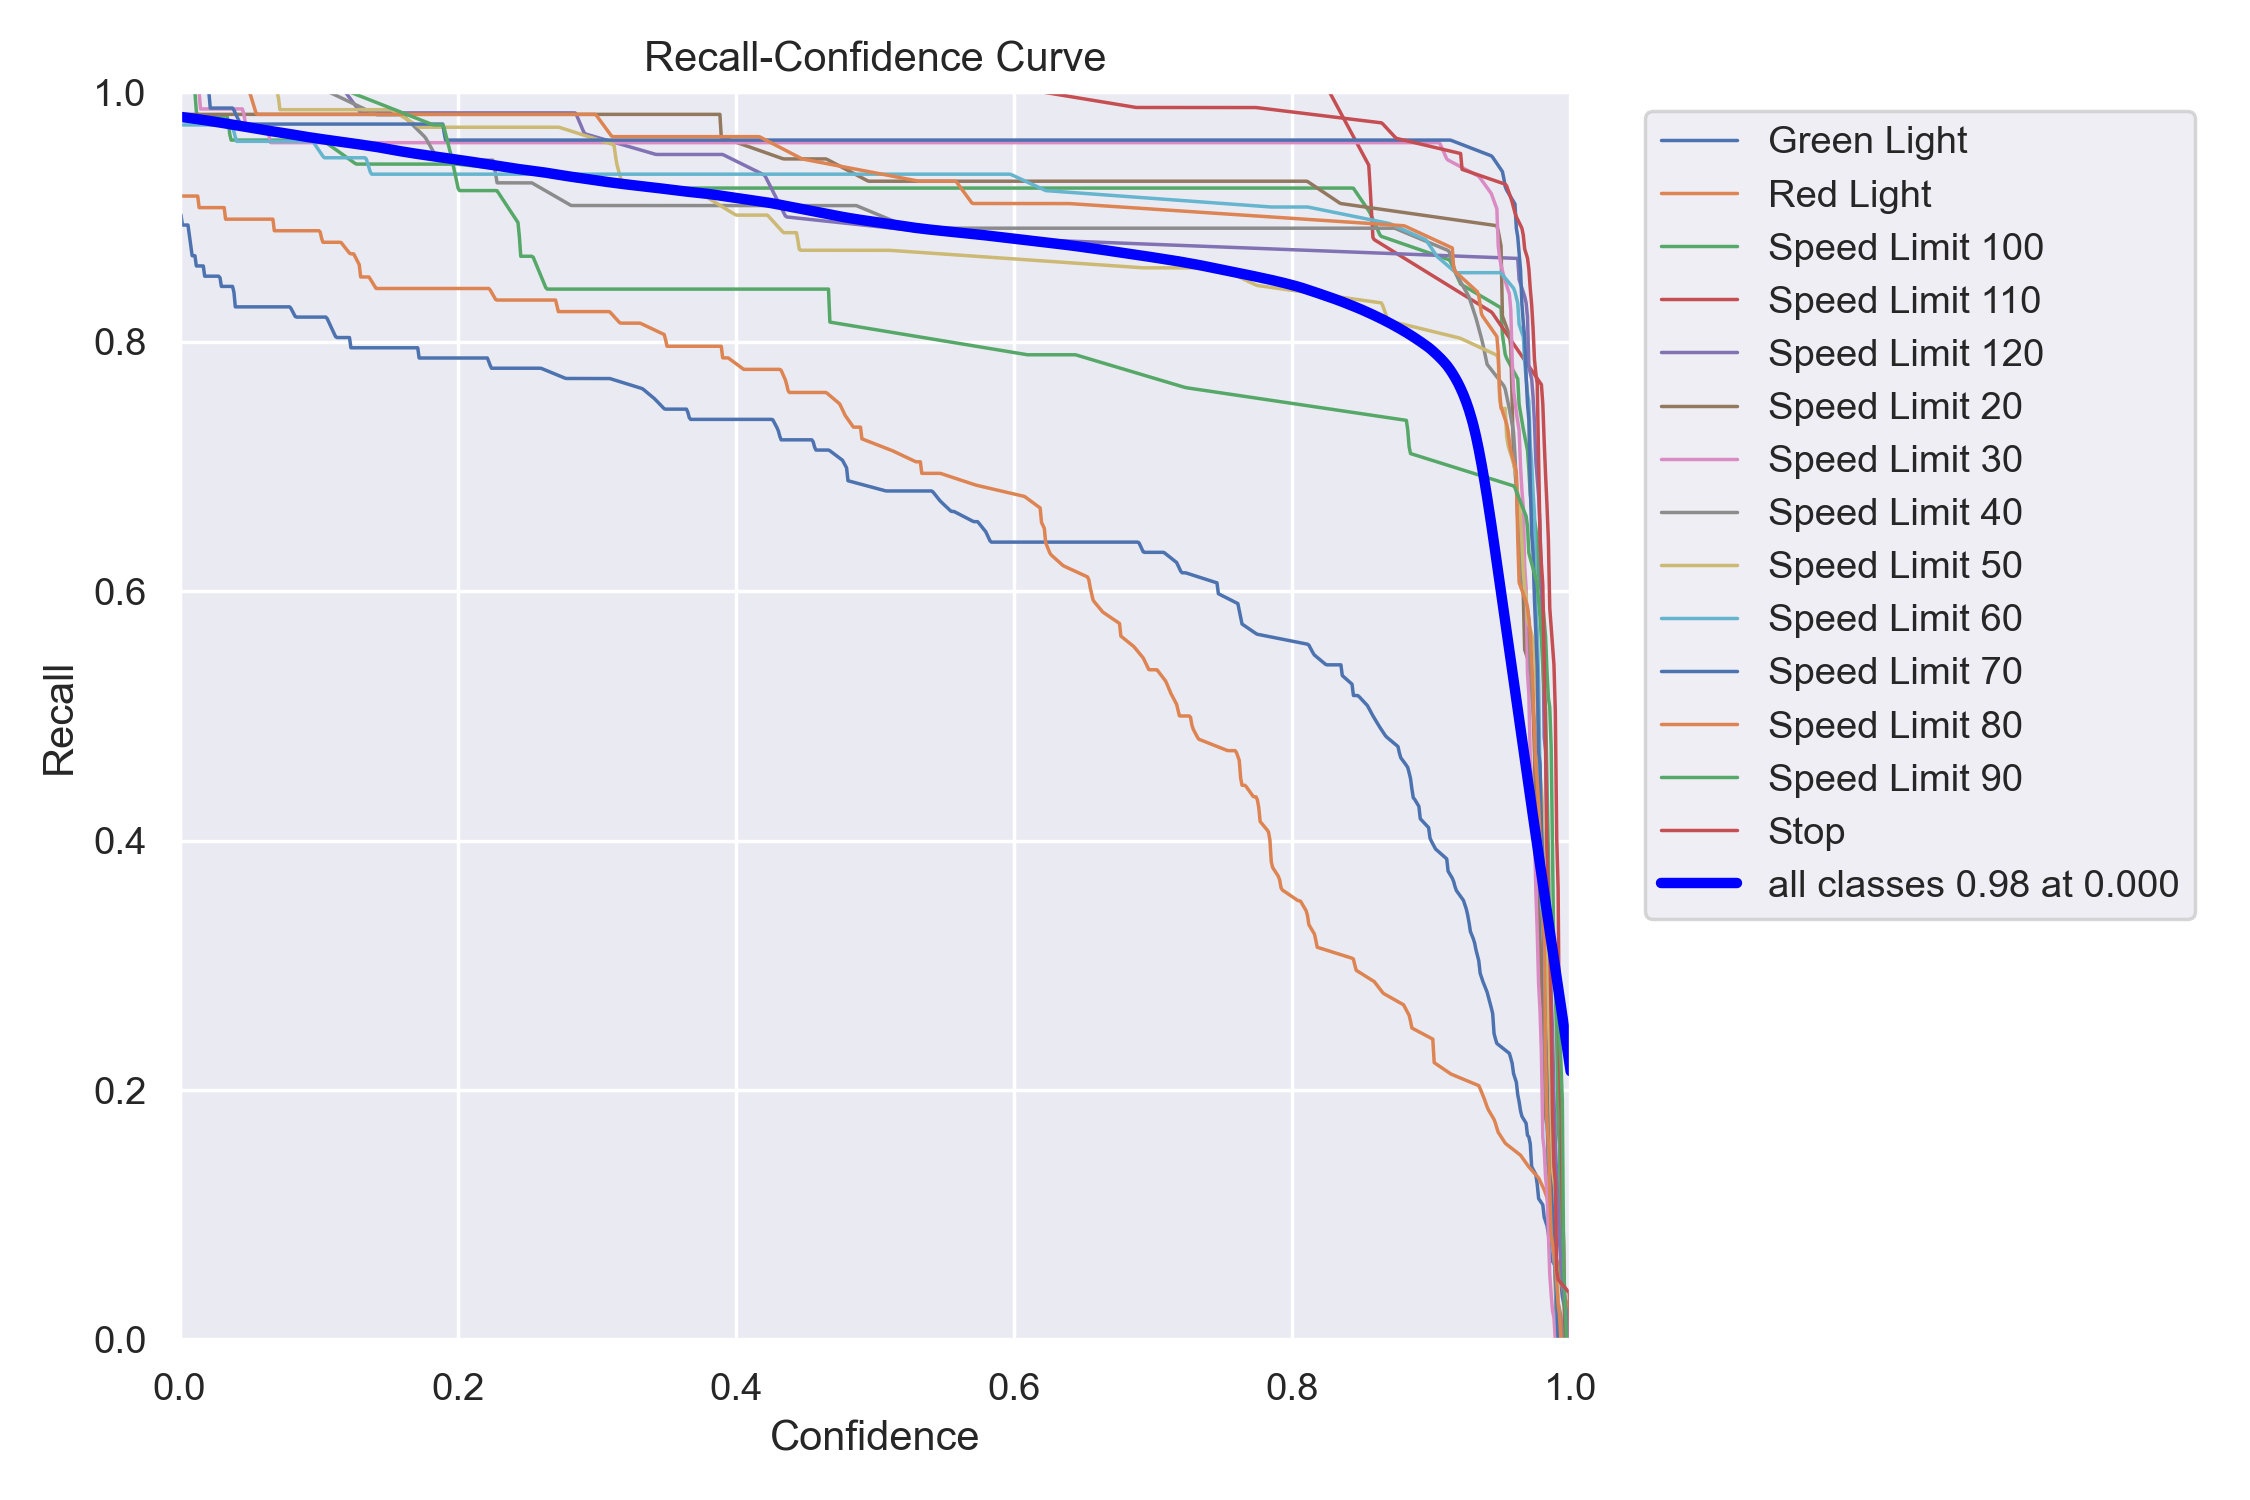 Recall-Confidence Curve
1.0
0.8
0.6
0.4
0.2
0.0
Recall
0.0 0.2 0.4 0.6 0.8 1.0
Confidence
Green Light
Red Light
Speed Limit 100
Speed Limit 110
Speed Limit 120
Speed Limit 20
Speed Limit 30
Speed Limit 40
Speed Limit 50
Speed Limit 60
Speed Limit 70
Speed Limit 80
Speed Limit 90
Stop
all classes 0.98 at 0.000